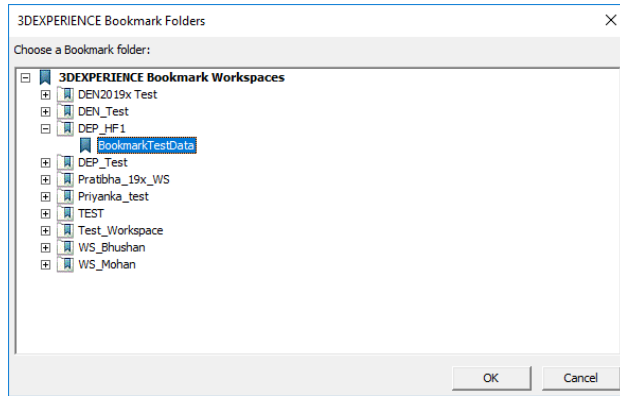 3DEXPERIENCE Bookmark Folders
Choose a Bookmark folder:
3DEXPERIENCE Bookmark Workspaces
DEN2019x Test
DEN_Test
DEP_HF1
BookmarkTestData
DEP_Test
Pratibha_19x_WS
Priyanka_test
TEST
Test_Workspace
WS_Bhushan
WS_Mohan
OK Cancel